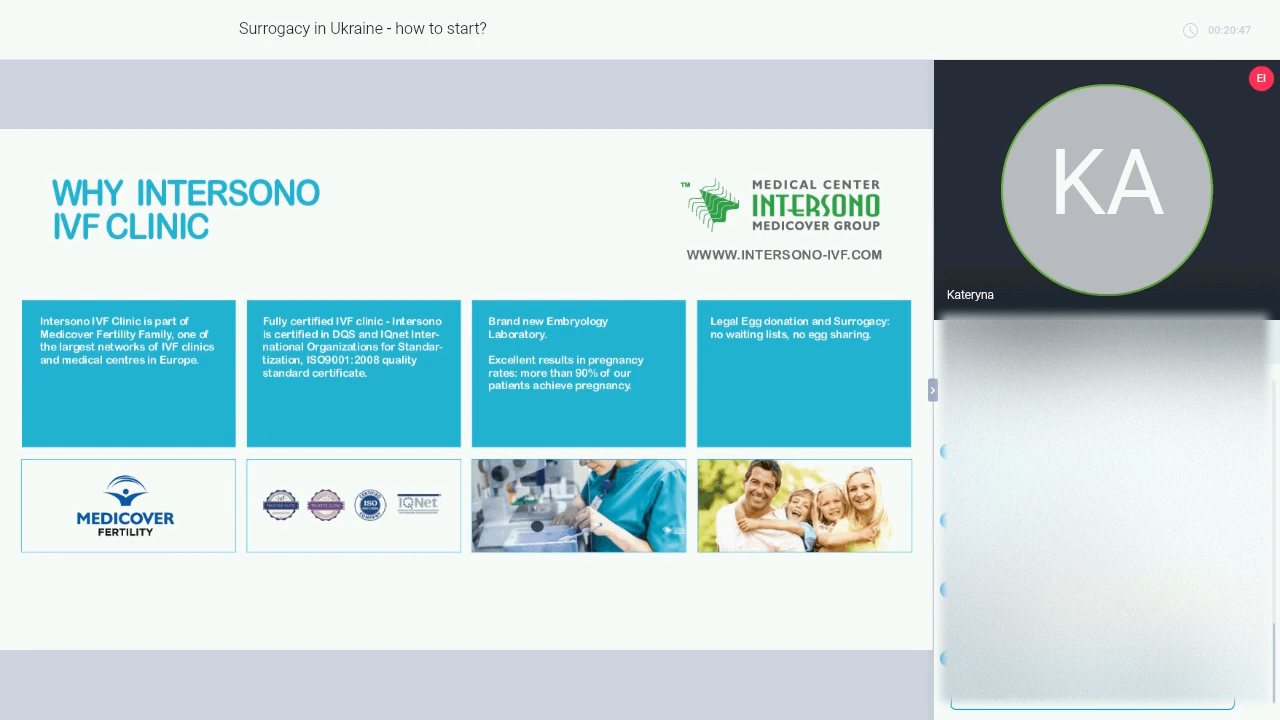 Surrogacy in Ukraine - how to start?
00:20:47
EI
KA
Kateryna
WHY INTERSONO
IVF CLINIC
TM
MEDICAL CENTER
INTERSONO
MEDICOVER GROUP
WWWW.INTERSONO-IVF.COM
Intersono IVF Clinic is part of
Medicover Fertility Family, one of
the largest networks of IVF clinics
and medical centres in Europe.
Fully certified IVF clinic - Intersono
is certified in DQS and IQnet Inter-
national Organizations for Standar-
tization, ISO9001:2008 quality
standard certificate.
Brand new Embryology
Laboratory.
Excellent results in pregnancy
rates: more than 90% of our
patients achieve pregnancy.
Legal Egg donation and Surrogacy:
no waiting lists, no egg sharing.
MEDICOVER
FERTILITY
CERTIFIED
ISO
COMPANY
IQNet